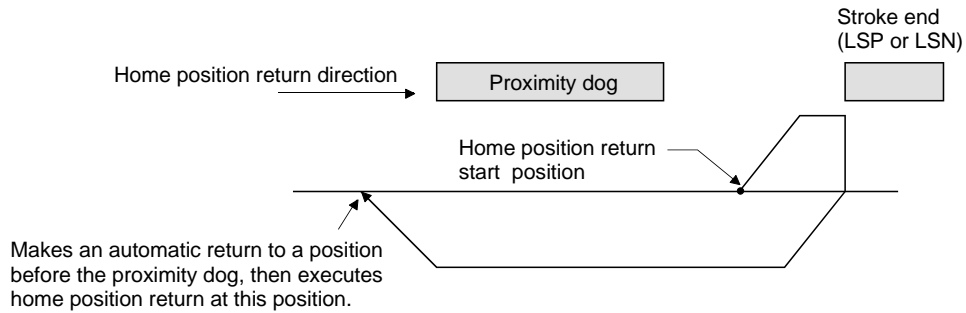 Stroke end
(LSP or LSN)
Home position return direction
Proximity dog
Home position return
start position
Makes an automatic return to a position
before the proximity dog, then executes
home position return at this position.